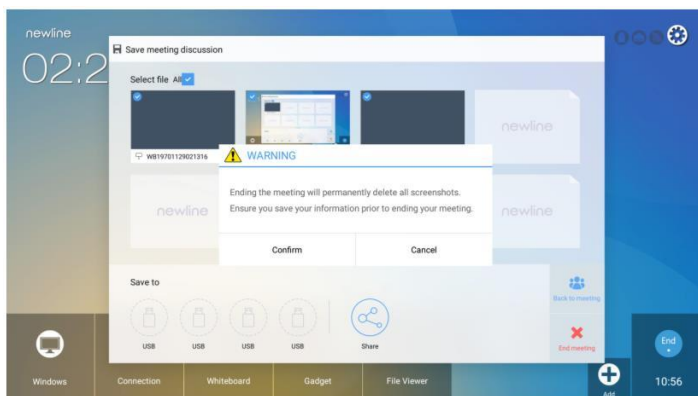 newline
02:2
Save meeting discussion
Select file All
newline
W819701129021316
WARNING
Ending the meeting will permanently delete all screenshots.
Ensure you save your information prior to ending your meeting.
newline
newline
Confirm
Cancel
Save to
USB
USB
USB
USB
Share
Back to meeting
End meeting
Windows
Connection
Whiteboard
Gadget
File Viewer
Add
End
10:56